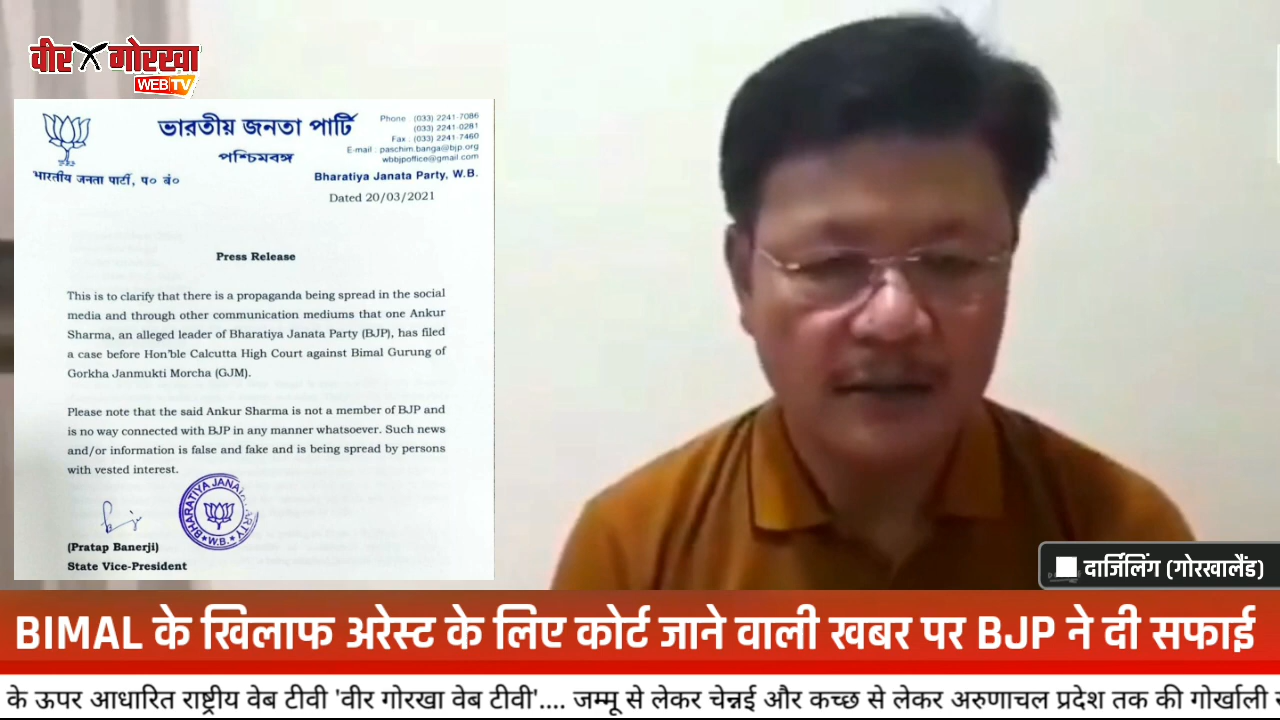 वीर गोरखा
WEB TV
ভারতীয় জনতা পার্টি
পশ্চিমবঙ্গ
भारतीय जनता पार्टी, प० बं०
Phone : (033) 2241-7086
(033) 2241-0281
Fax : (033) 2241-7460
E-mail : paschim.banga@bjp.org
wbbjpoffice@gmail.com
Bharatiya Janata Party, W.B.
Dated 20/03/2021
Press Release
This is to clarify that there is a propaganda being spread in the social
media and through other communication mediums that one Ankur
Sharma, an alleged leader of Bharatiya Janata Party (BJP), has filed
a case before Hon'ble Calcutta High Court against Bimal Gurung of
Gorkha Janmukti Morcha (GJM).
Please note that the said Ankur Sharma is not a member of BJP and
is no way connected with BJP in any manner whatsoever. Such news
and/or information is false and fake and is being spread by persons
with vested interest.
BHARATIYA JANATA PARTY
W.B.
(Pratap Banerji)
State Vice-President
दार्जिलिंग (गोरखालैंड)
BIMAL के खिलाफ अरेस्ट के लिए कोर्ट जाने वाली खबर पर BJP ने दी सफाई
के ऊपर आधारित राष्ट्रीय वेब टीवी 'वीर गोरखा वेब टीवी'.... जम्मू से लेकर चेन्नई और कच्छ से लेकर अरुणाचल प्रदेश तक की गोर्खाली